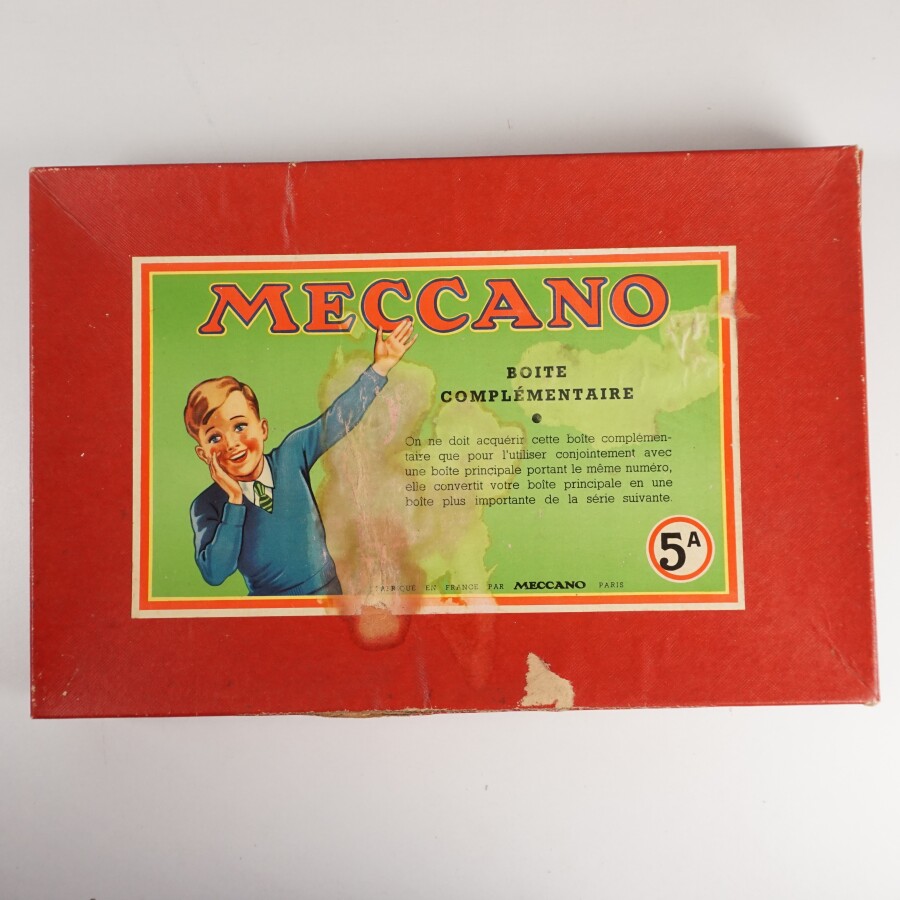 MECCANO
BOITE
COMPLÉMENTAIRE
On ne doit acquérir cette boîte complémen-
taire que pour l'utiliser conjointement avec
une boîte principale portant le même numéro,
elle convertit votre boîte principale en une
boîte plus importante de la série suivante.
5A
EN FRANCE PAR MECCANO PARIS